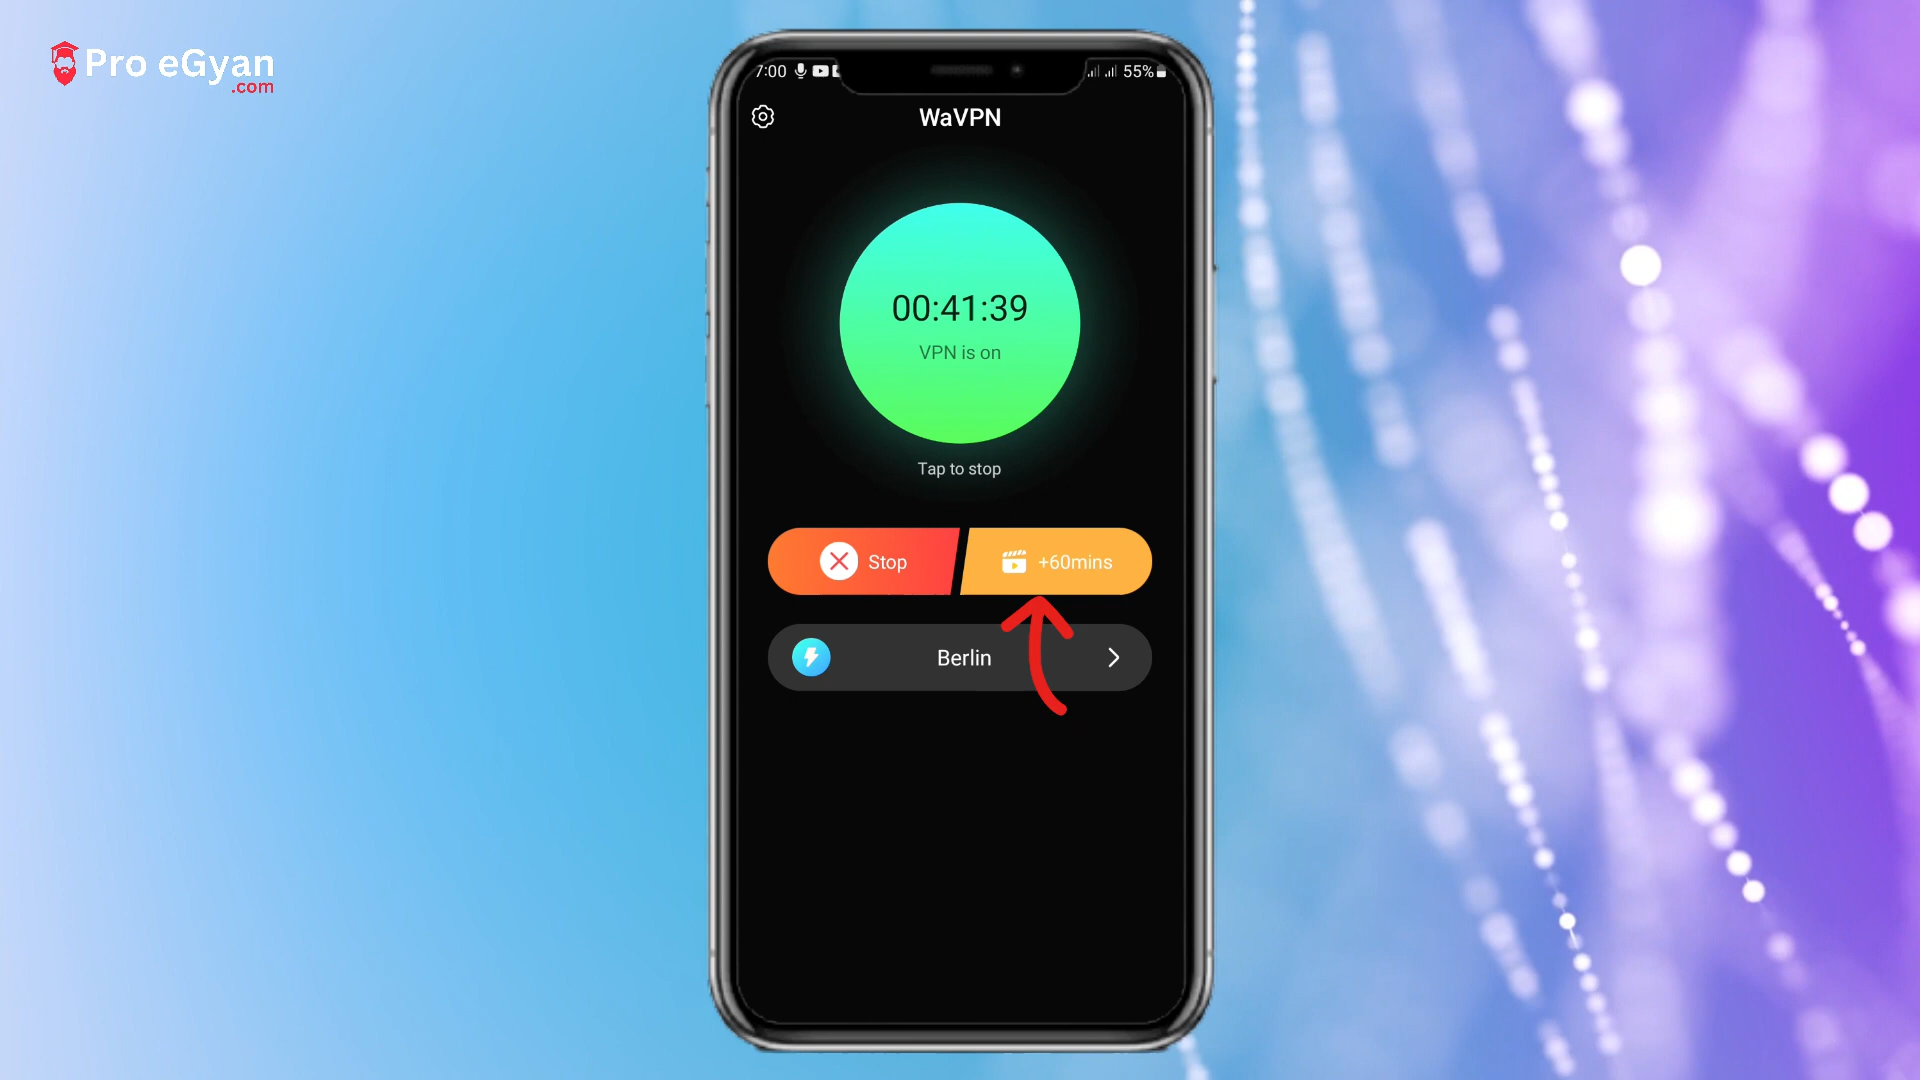 Pro eGyan
.com
7:00
55%
WaVPN
00:41:39
VPN is on
Tap to stop
Stop
+60mins
Berlin